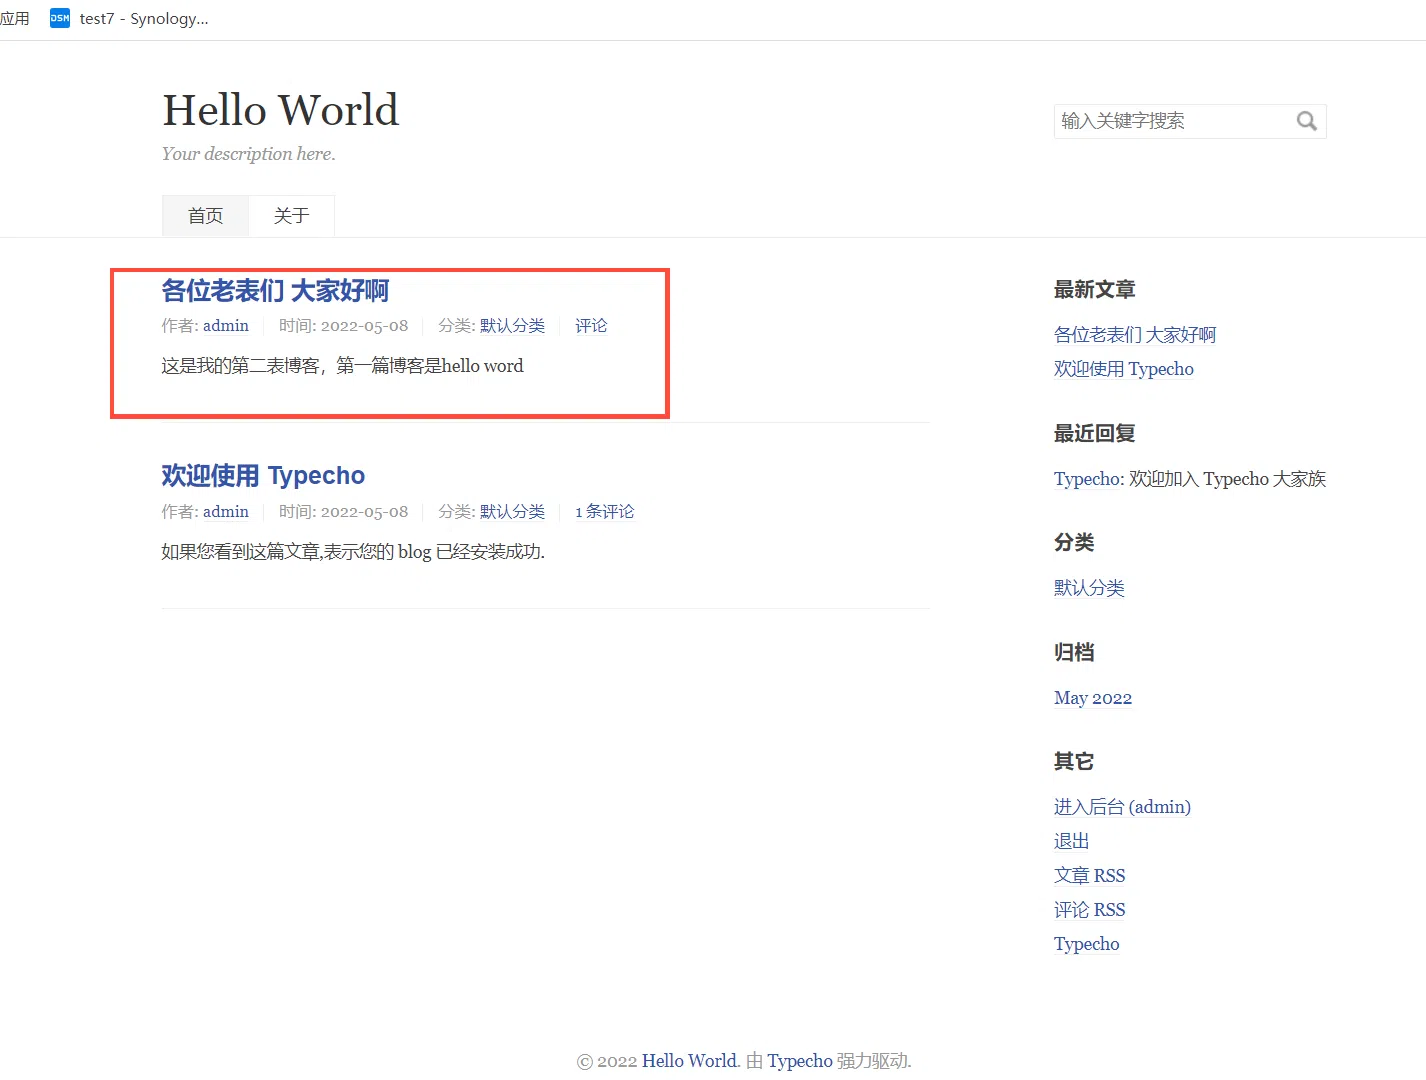 应用 DSM test7 - Synology...
Hello World
Your description here.
输入关键字搜索
首页 关于
各位老表们 大家好啊
作者: admin 时间: 2022-05-08 分类: 默认分类 评论
这是我的第二表博客，第一篇博客是hello word
欢迎使用 Typecho
作者: admin 时间: 2022-05-08 分类: 默认分类 1 条评论
如果您看到这篇文章,表示您的 blog 已经安装成功.
最新文章
各位老表们 大家好啊
欢迎使用 Typecho
最近回复
Typecho: 欢迎加入 Typecho 大家族
分类
默认分类
归档
May 2022
其它
进入后台 (admin)
退出
文章 RSS
评论 RSS
Typecho
© 2022 Hello World. 由 Typecho 强力驱动.